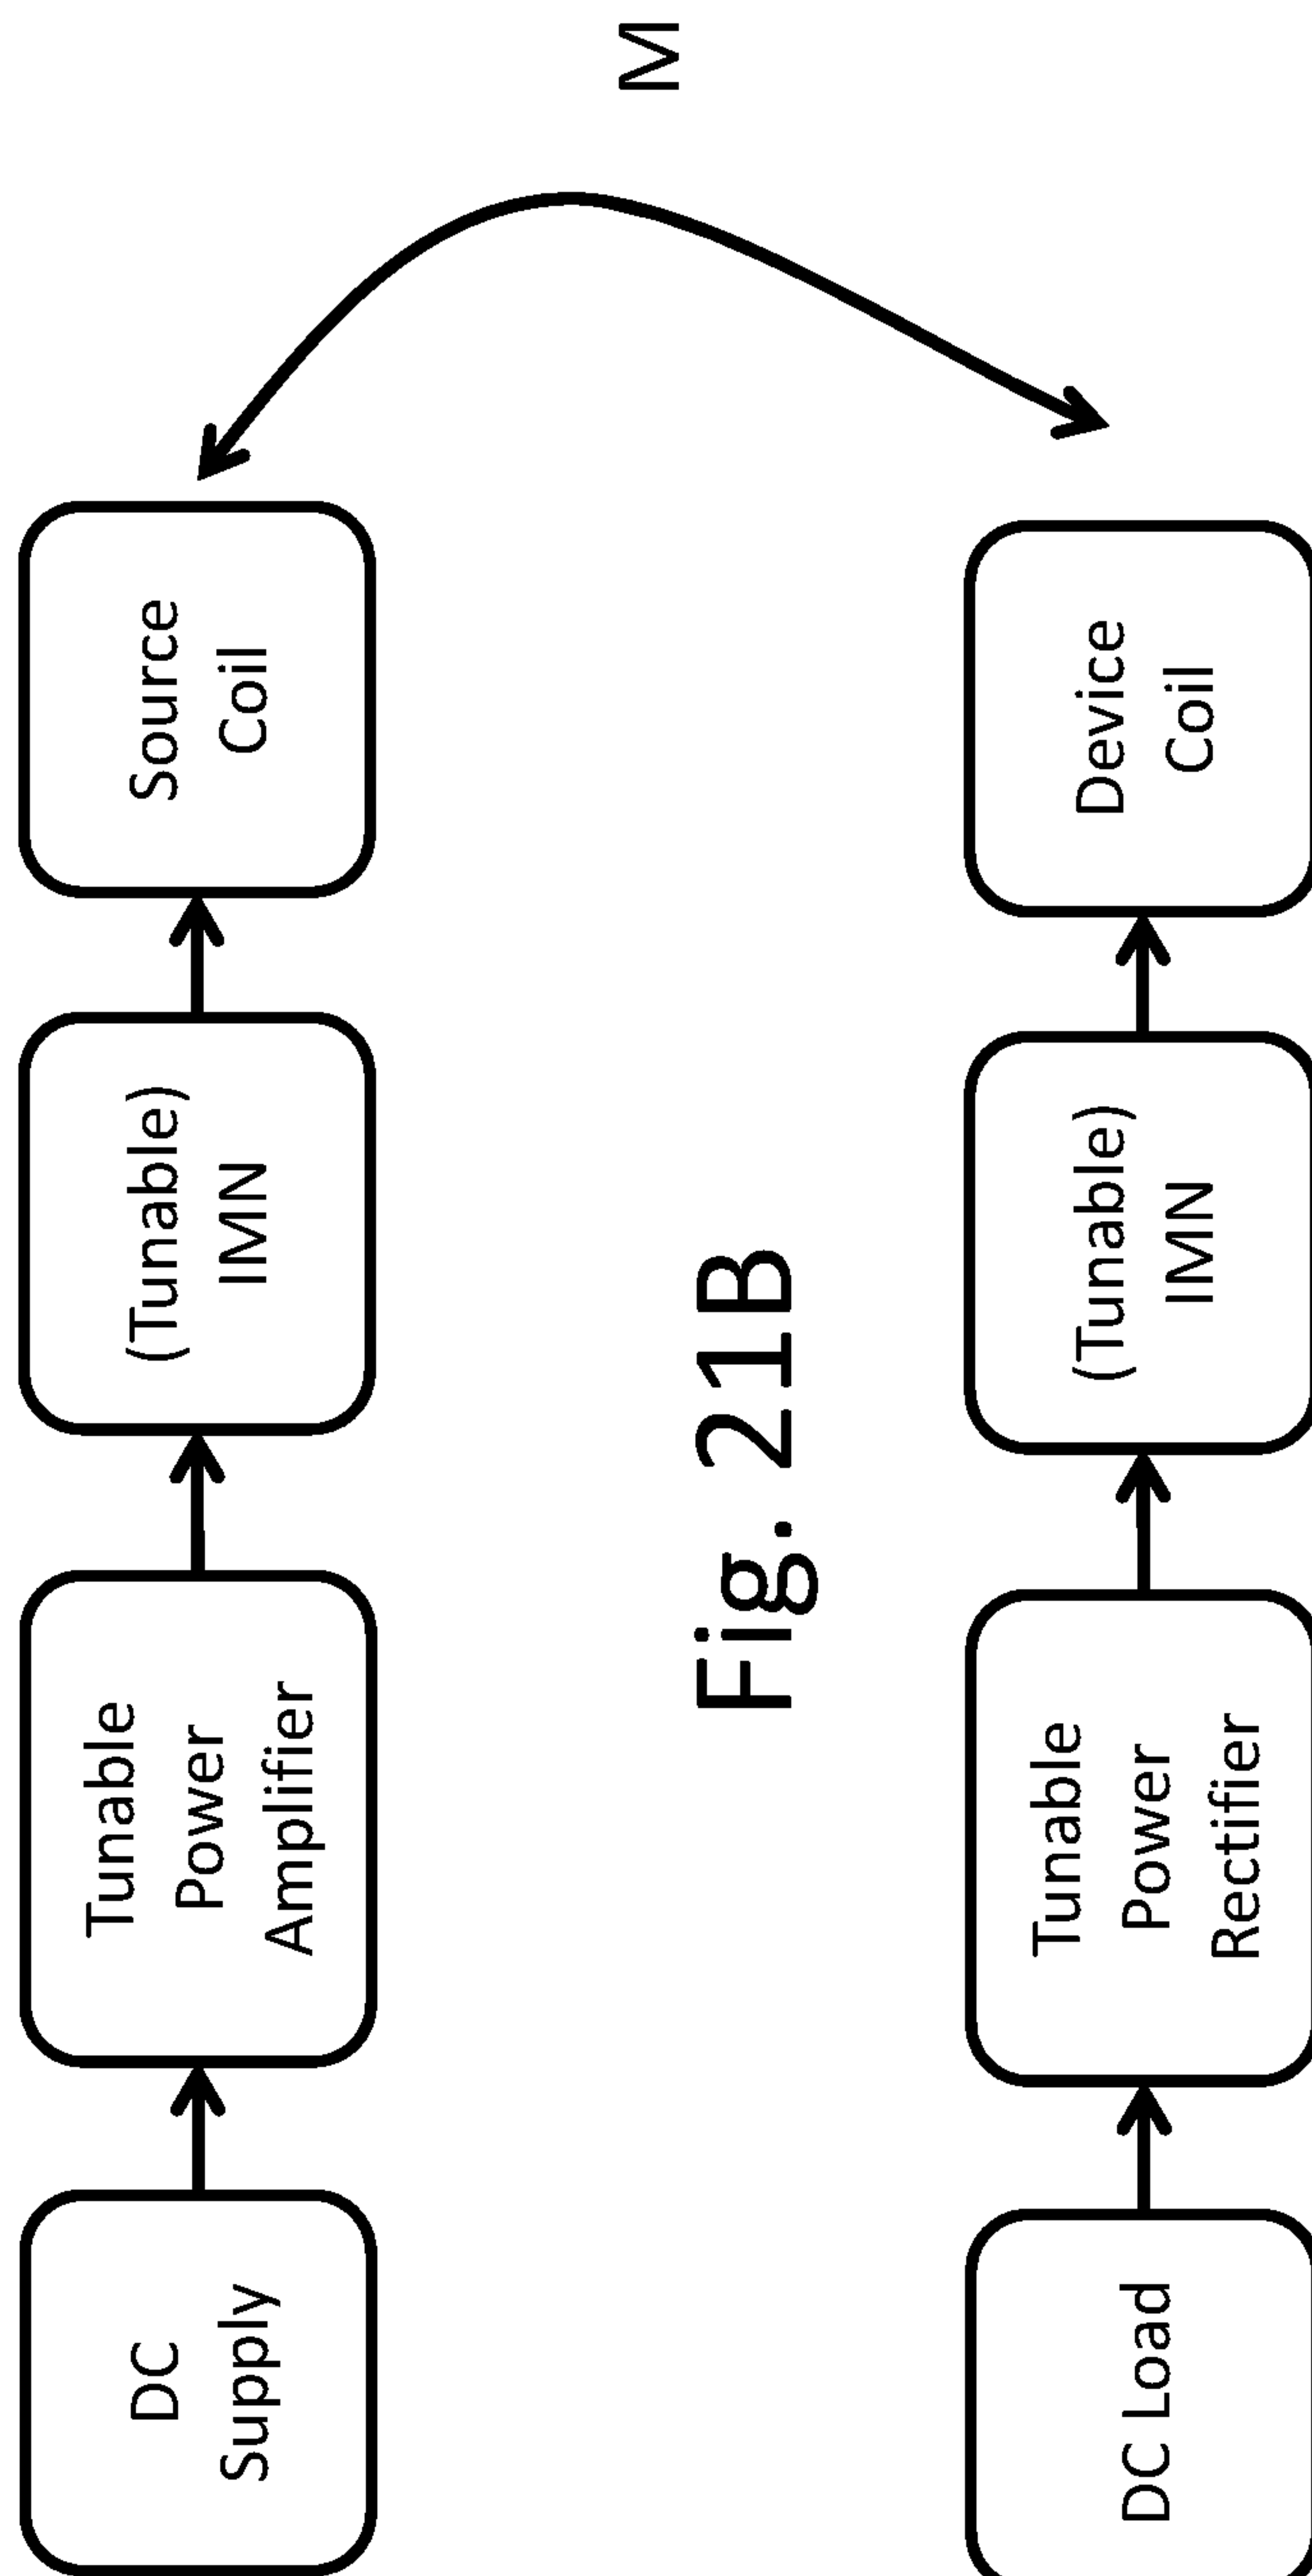 DC
Supply
Tunable
Power
Amplifier
(Tunable)
IMN
Source
Coil
M
Fig. 21B
DC Load
Tunable
Power
Rectifier
(Tunable)
IMN
Device
Coil